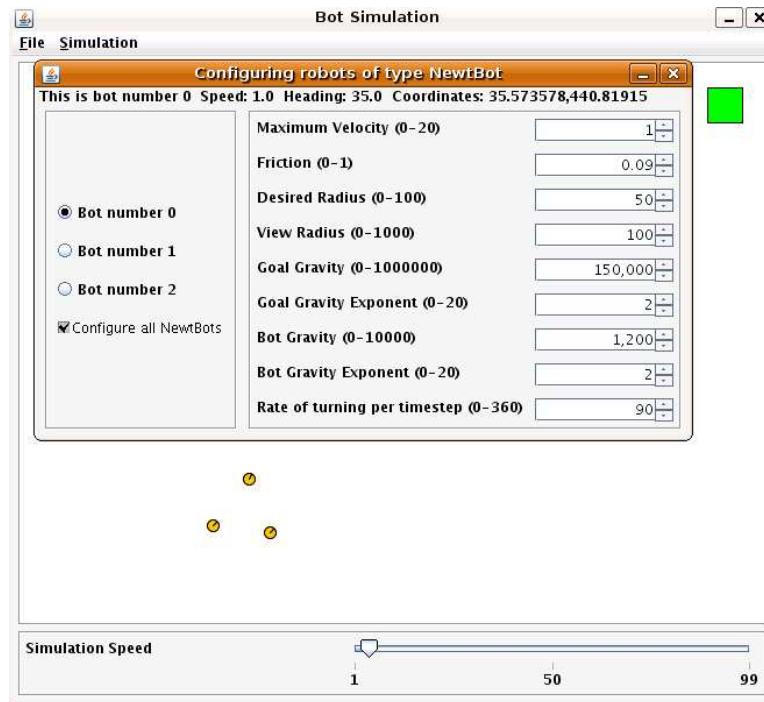 Bot Simulation
File Simulation
Configuring robots of type NewtBot
This is bot number 0 Speed: 1.0 Heading: 35.0 Coordinates: 35.573578,440.81915
Bot number 0
Bot number 1
Bot number 2
Configure all NewtBots
Maximum Velocity (0-20) 1
Friction (0-1) 0.09
Desired Radius (0-100) 50
View Radius (0-1000) 100
Goal Gravity (0-1000000) 150,000
Goal Gravity Exponent (0-20) 2
Bot Gravity (0-10000) 1,200
Bot Gravity Exponent (0-20) 2
Rate of turning per timestep (0-360) 90
Simulation Speed
1 50 99